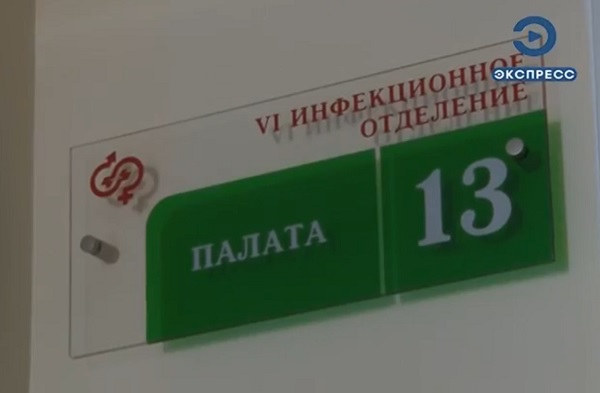 ЭКСПРЕСС
VI ИНФЕКЦИОННОЕ
ОТДЕЛЕНИЕ
ПАЛАТА
13